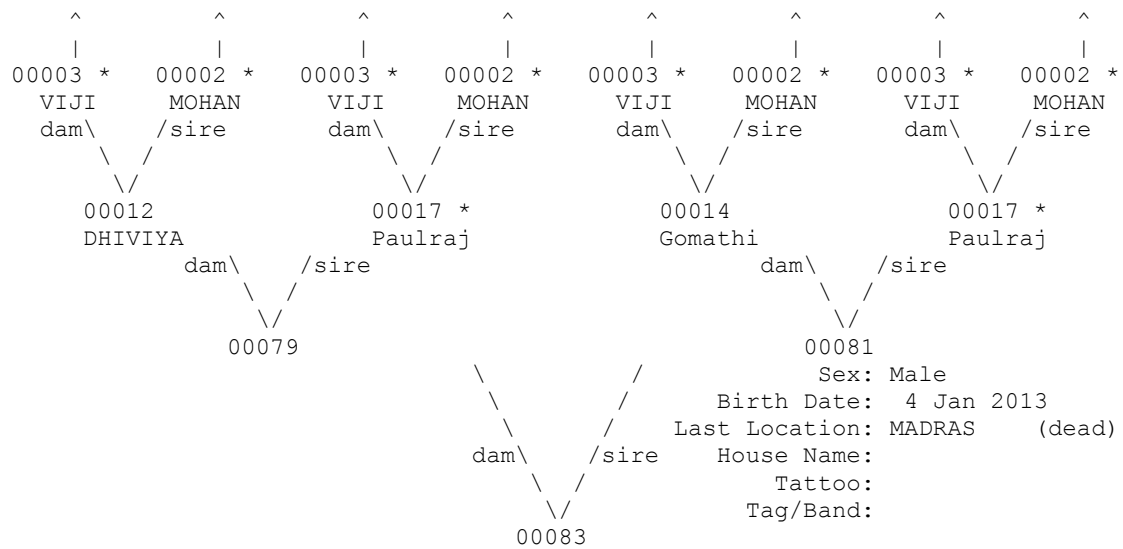 ^ ^ ^ ^ ^ ^ ^ ^
| | | | | | | |
00003 * 00002 * 00003 * 00002 * 00003 * 00002 * 00003 * 00002 *
VIJI MOHAN VIJI MOHAN VIJI MOHAN VIJI MOHAN
dam\ /sire dam\ /sire dam\ /sire dam\ /sire
\ / \ / \ / \ /
\/ \/ \/ \/
00012 00017 * 00014 00017 *
DHIVIYA Paulraj Gomathi Paulraj
dam\ /sire dam\ /sire
\ / \ /
\/ \/
00079 00081
\ / Sex: Male
\ / Birth Date: 4 Jan 2013
\ / Last Location: MADRAS (dead)
dam\ /sire House Name:
\ / Tattoo:
\/ Tag/Band:
00083